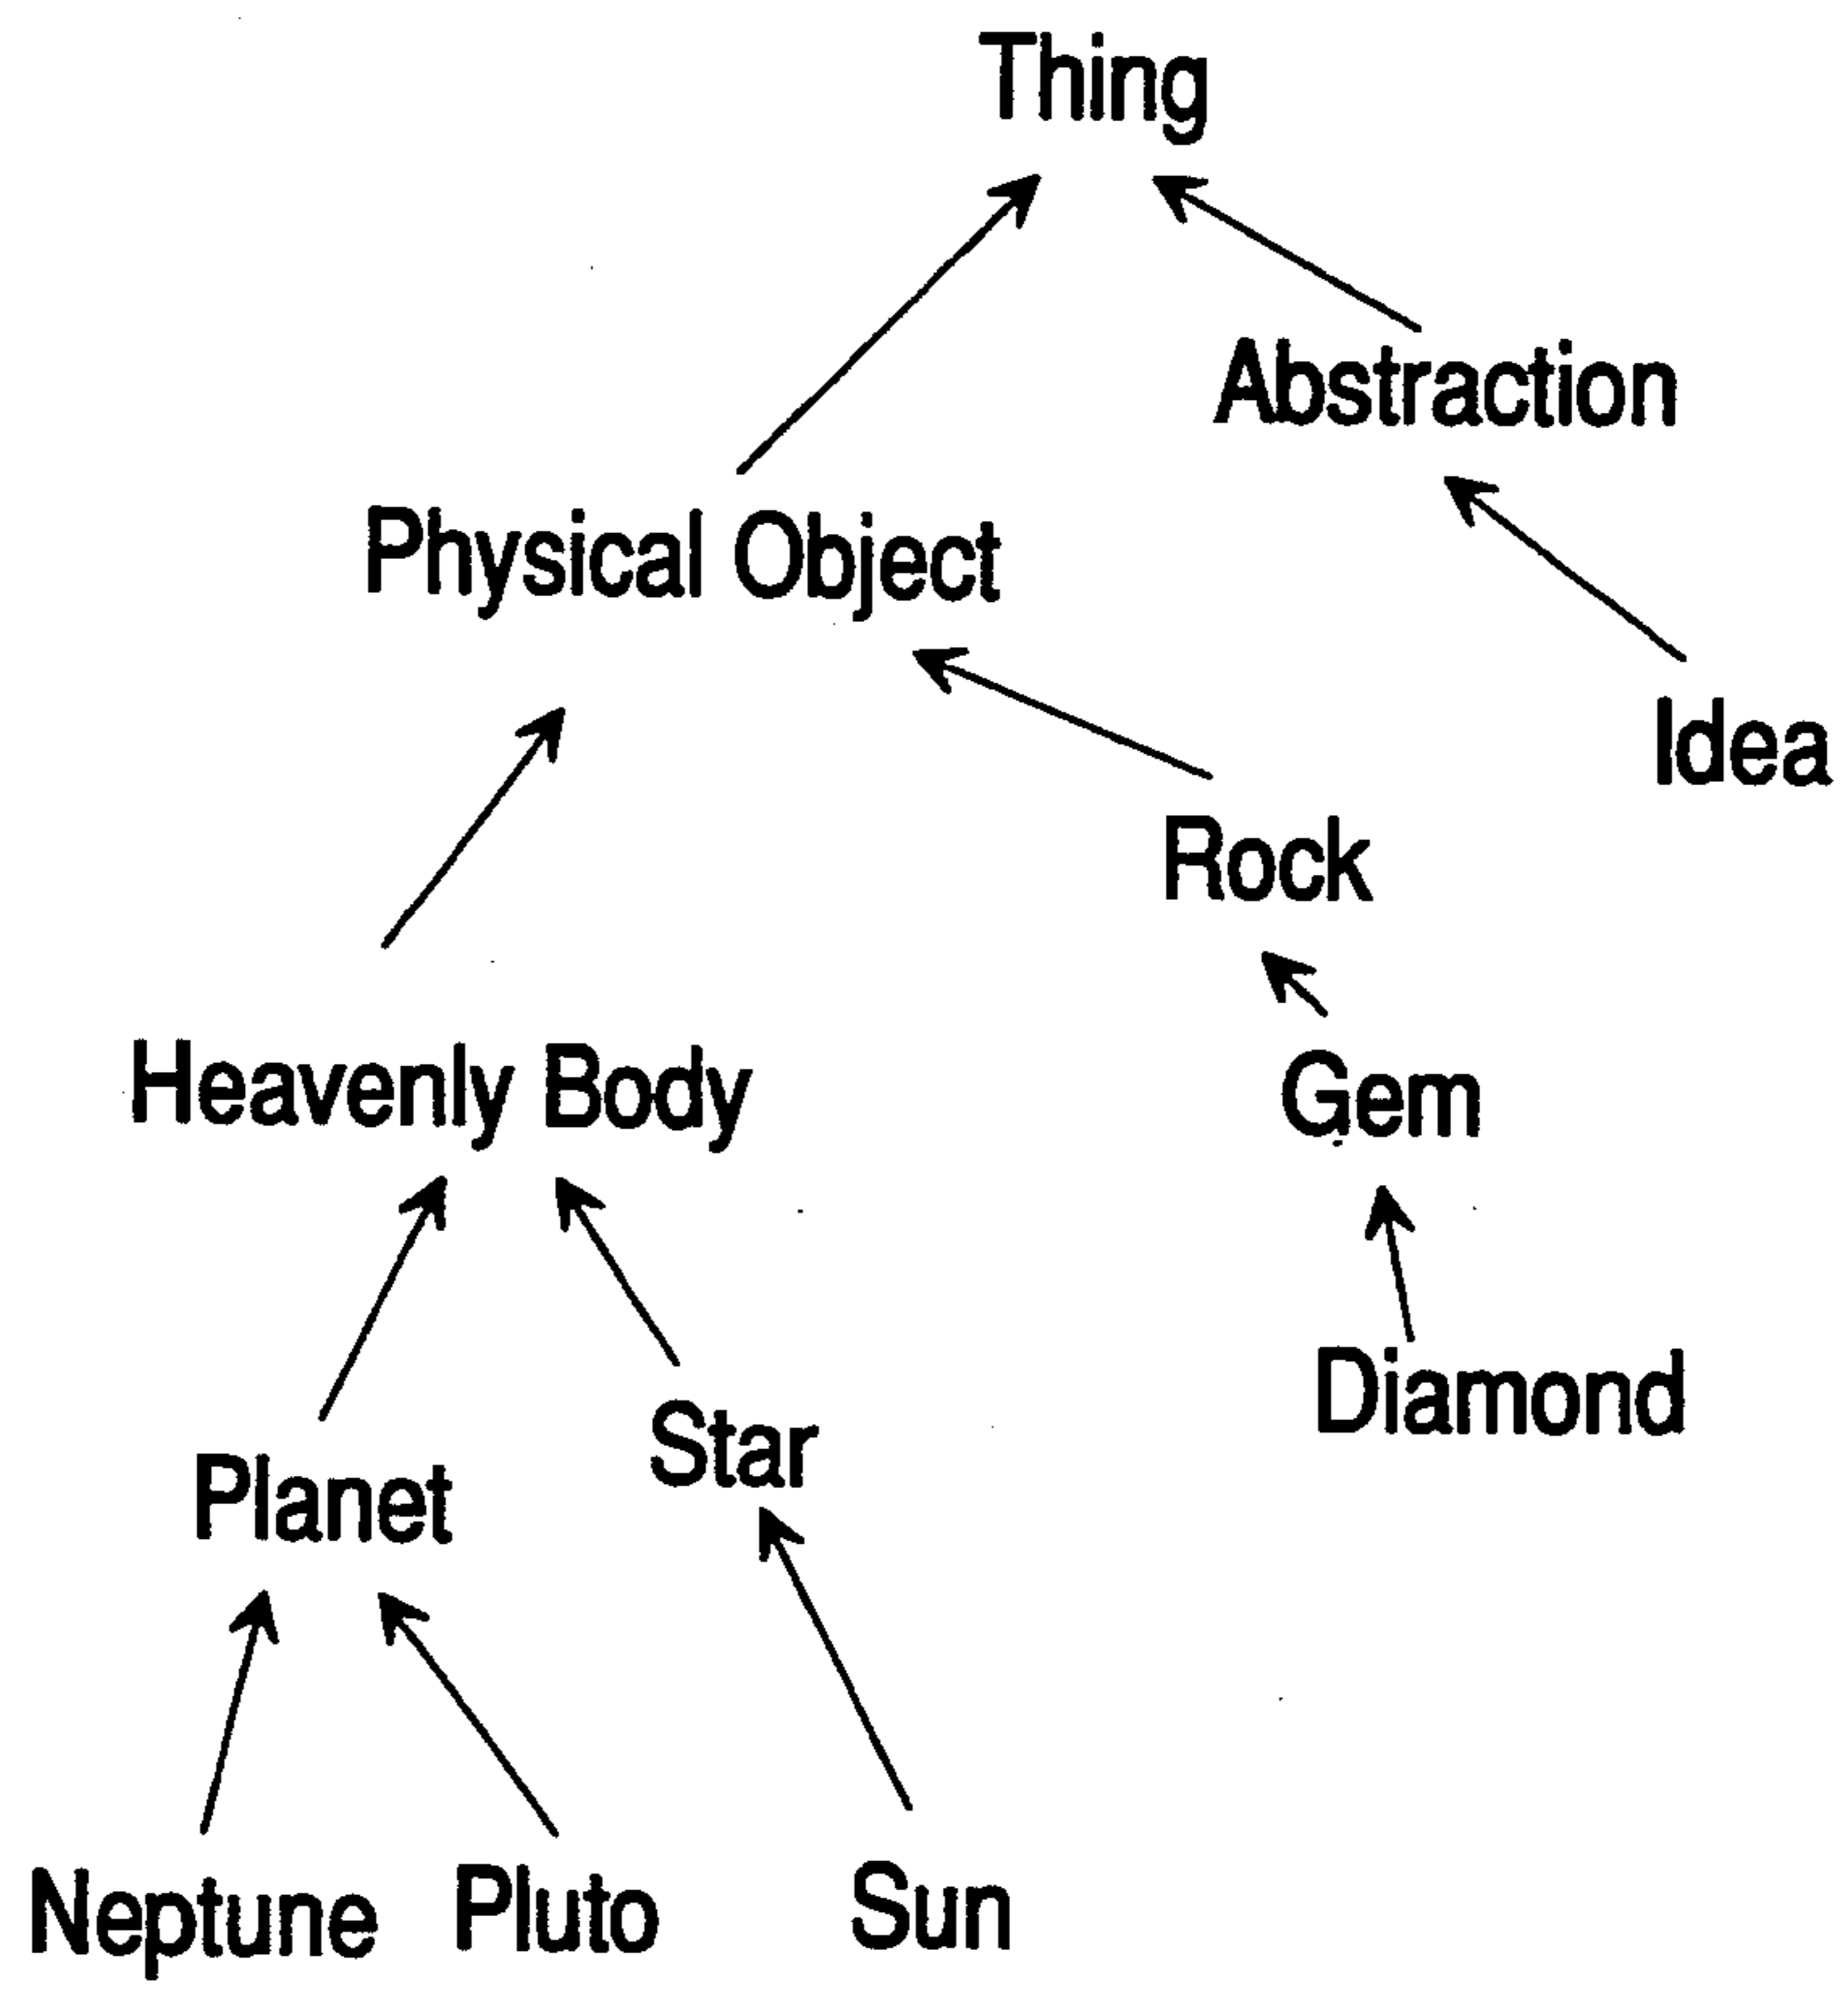 Thing
Abstraction
Physical Object
Idea
Rock
Heavenly Body
Gem
Diamond
Star
Planet
Neptune Pluto Sun